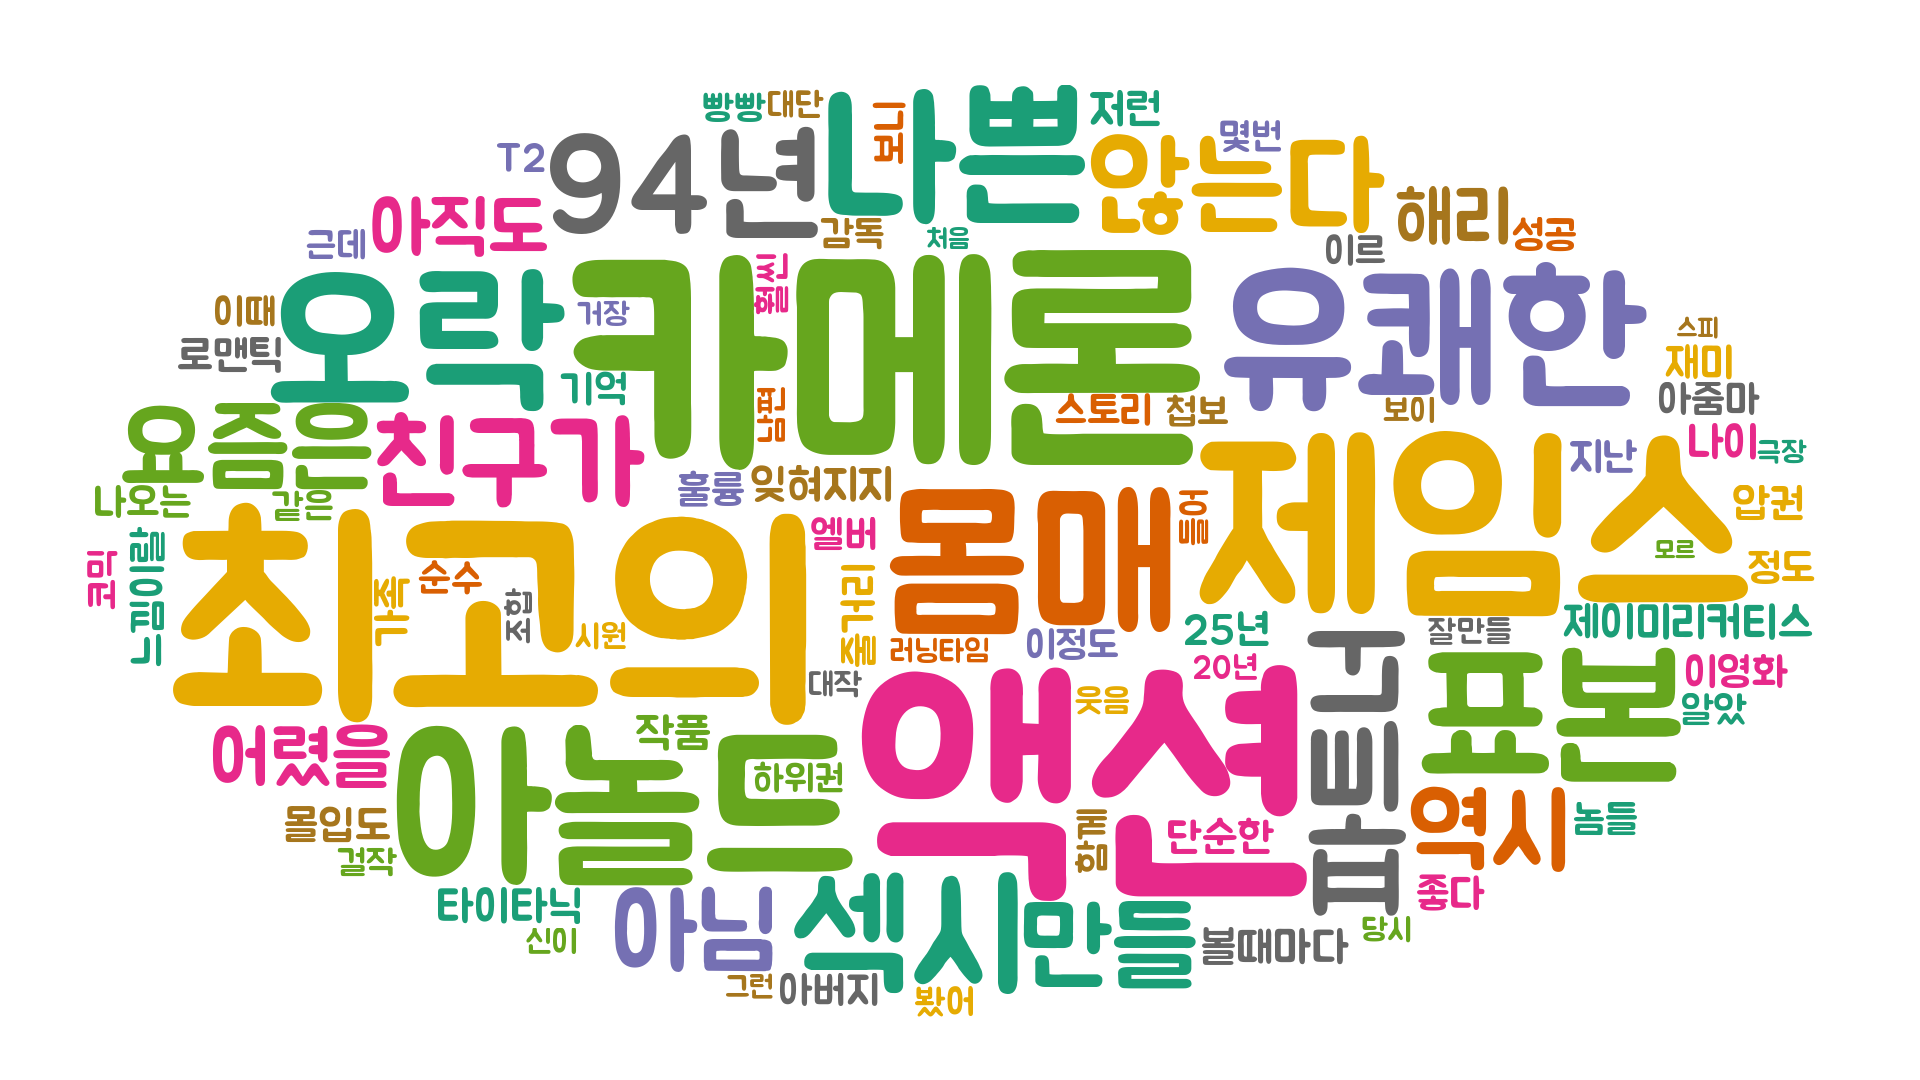 빵빵
대단
보니
나쁜
저런
94년
T2
않는다
몇번
아직도
해리
성공
감독
처음
근데
이르
카메론
훨씬
오락
유쾌한
거장
이때
스피
로맨틱
재미
기억
남편
스토리
첩보
보이
아줌마
요즘은
친구가
나이
극장
지난
제임스
훌륭
잊혀지지
나오는
같은
몸매
최고의
엘버
압권
코믹
느낌이랄
모르
정도
순수
조합
시원
줄거리
제이미리커티스
25년
잘만들
러닝타임
이정도
20년
이영화
액션
표본
대작
웃음
알았
작품
어렸을
아놀드
하위권
역시
놈들
몰입도
함께
단순한
걸작
좋다
타이타닉
아님
섹시
만들
당시
신이
볼때마다
그런
아버지
봤어